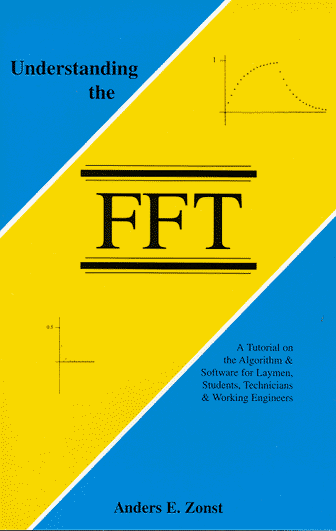 Understanding
the
1
FFT
0.5
A Tutorial on
the Algorithm &
Software for Laymen,
Students, Technicians
& Working Engineers
Anders E. Zonst